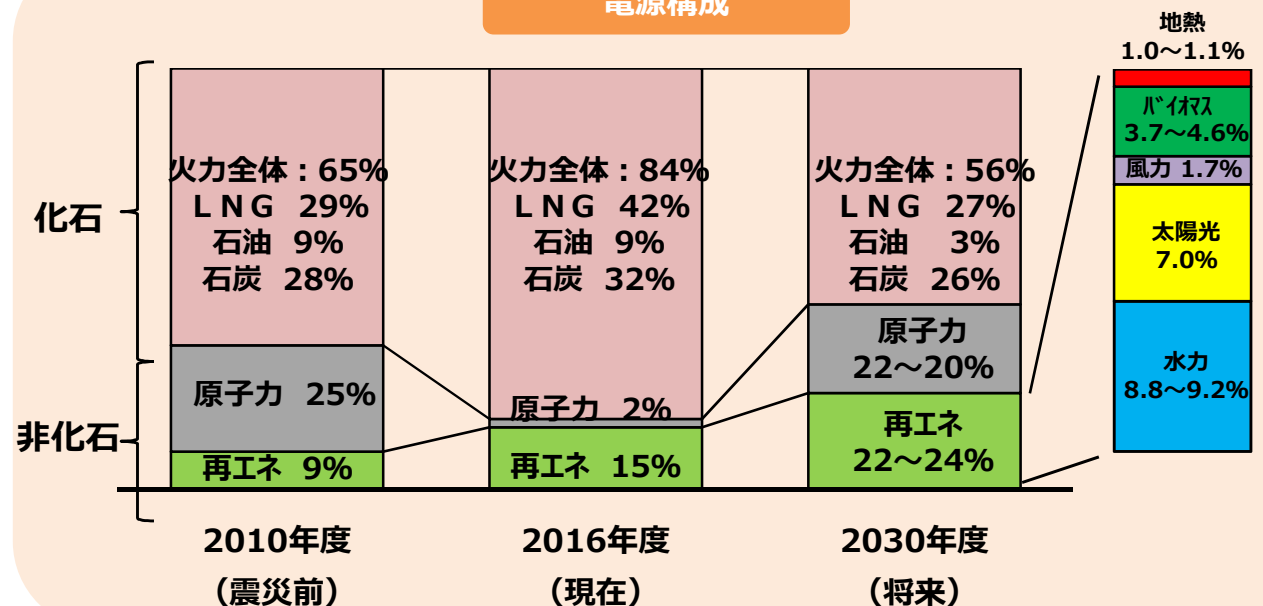 電源構成
化石
非化石
火力全体：65%
ＬＮＧ 29%
石油 9%
石炭 28%
原子力 25%
再エネ 9%
2010年度
（震災前）
火力全体：84%
ＬＮＧ 42%
石油 9%
石炭 32%
原子力 2%
再エネ 15%
2016年度
（現在）
火力全体：56%
ＬＮＧ 27%
石油 3%
石炭 26%
原子力
22～20%
再エネ
22～24%
2030年度
（将来）
地熱
1.0～1.1%
ﾊﾞｲｵﾏｽ
3.7～4.6%
風力 1.7%
太陽光
7.0%
水力
8.8～9.2%